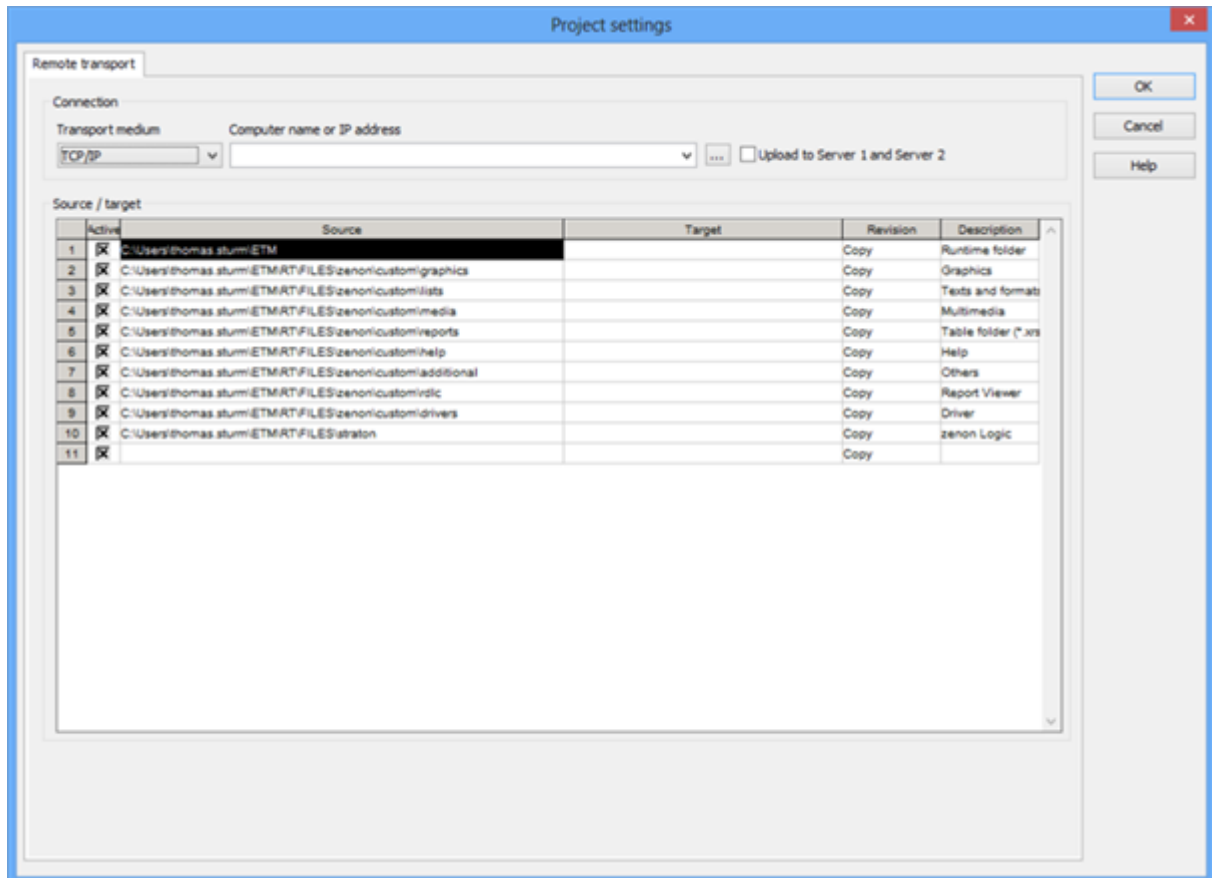 Project settings
Remote transport
OK
Connection
Cancel
Transport medium Computer name or IP address
TCP/IP ... Upload to Server 1 and Server 2
Help
Source / target
Active Source Target Revision Description
1 C:\Users\thomas.sturm\ETM Copy Runtime folder
2 C:\Users\thomas.sturm\ETM\RT\FILES\zenon\custom\graphics Copy Graphics
3 C:\Users\thomas.sturm\ETM\RT\FILES\zenon\custom\lists Copy Texts and formats
4 C:\Users\thomas.sturm\ETM\RT\FILES\zenon\custom\media Copy Multimedia
5 C:\Users\thomas.sturm\ETM\RT\FILES\zenon\custom\reports Copy Table folder (*.xrs
6 C:\Users\thomas.sturm\ETM\RT\FILES\zenon\custom\help Copy Help
7 C:\Users\thomas.sturm\ETM\RT\FILES\zenon\custom\additional Copy Others
8 C:\Users\thomas.sturm\ETM\RT\FILES\zenon\custom\rdlc Copy Report Viewer
9 C:\Users\thomas.sturm\ETM\RT\FILES\zenon\custom\drivers Copy Driver
10 C:\Users\thomas.sturm\ETM\RT\FILES\straton Copy zenon Logic
11 Copy